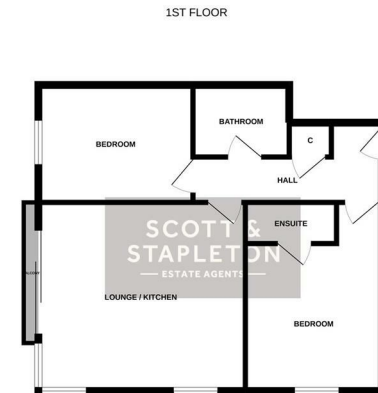 1ST FLOOR
BATHROOM
BEDROOM
C
HALL
ENSUITE
SCOTT &
STAPLETON
— ESTATE AGENTS —
LOUNGE / KITCHEN
BEDROOM